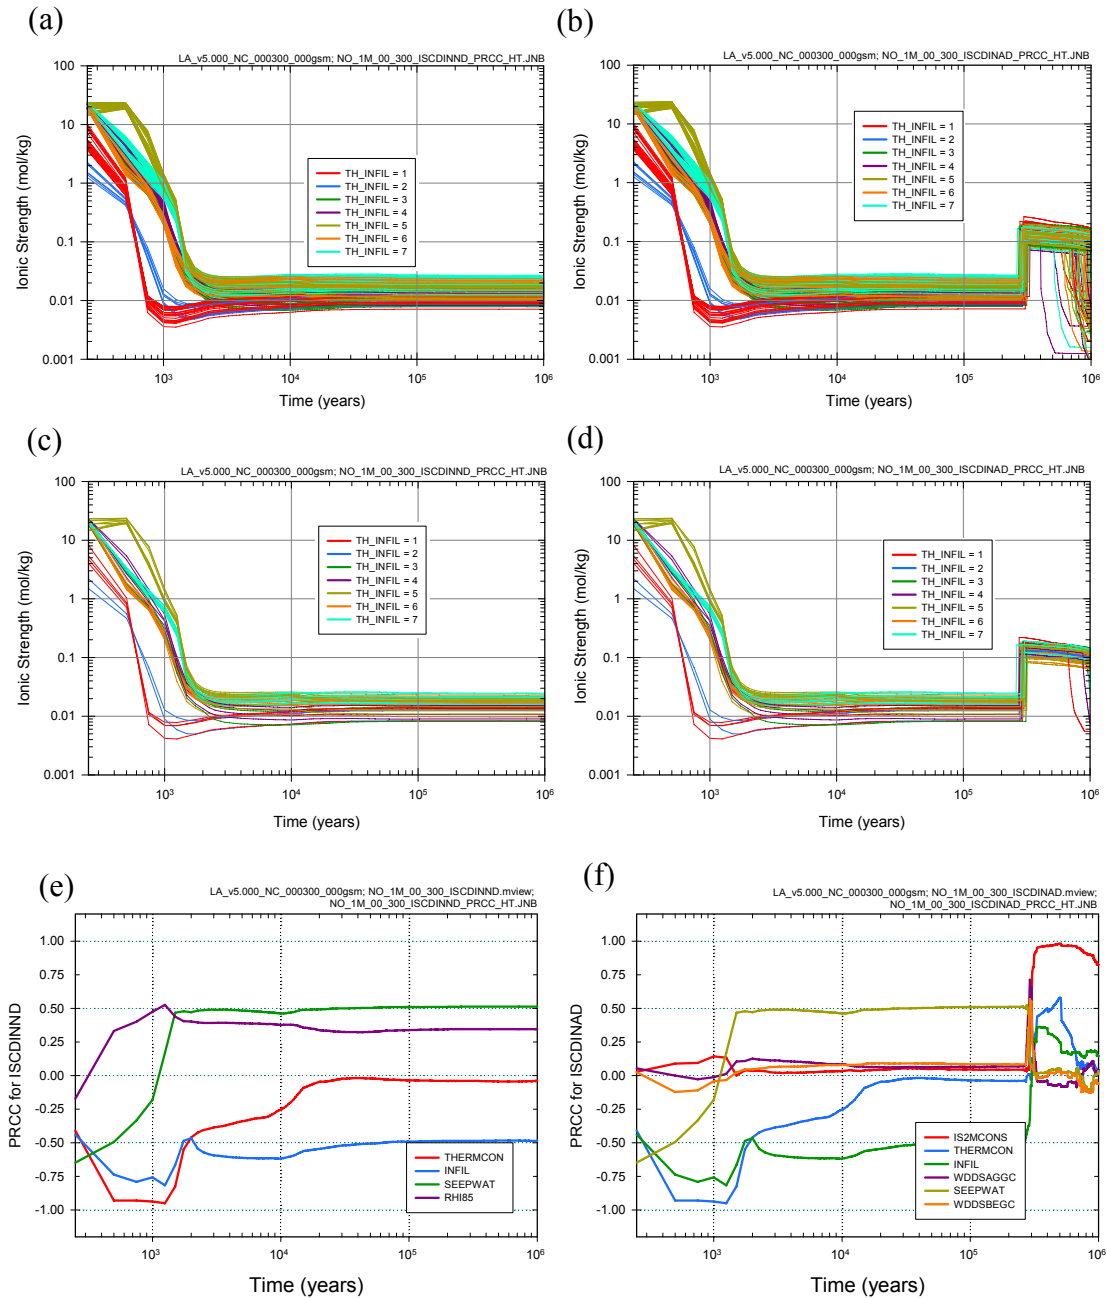 (a)
LA_v5.000_NC_000300_000gsm; NO_1M_00_300_ISCDINND_PRCC_HT.JNB
Ionic Strength (mol/kg)
100
10
1
0.1
0.01
0.001
TH_INFIL = 1
TH_INFIL = 2
TH_INFIL = 3
TH_INFIL = 4
TH_INFIL = 5
TH_INFIL = 6
TH_INFIL = 7
10³ 10⁴ 10⁵ 10⁶
Time (years)
(b)
LA_v5.000_NC_000300_000gsm; NO_1M_00_300_ISCDINAD_PRCC_HT.JNB
Ionic Strength (mol/kg)
100
10
1
0.1
0.01
0.001
TH_INFIL = 1
TH_INFIL = 2
TH_INFIL = 3
TH_INFIL = 4
TH_INFIL = 5
TH_INFIL = 6
TH_INFIL = 7
10³ 10⁴ 10⁵ 10⁶
Time (years)
(c)
LA_v5.000_NC_000300_000gsm; NO_1M_00_300_ISCDINND_PRCC_HT.JNB
Ionic Strength (mol/kg)
100
10
1
0.1
0.01
0.001
TH_INFIL = 1
TH_INFIL = 2
TH_INFIL = 3
TH_INFIL = 4
TH_INFIL = 5
TH_INFIL = 6
TH_INFIL = 7
10³ 10⁴ 10⁵ 10⁶
Time (years)
(d)
LA_v5.000_NC_000300_000gsm; NO_1M_00_300_ISCDINAD_PRCC_HT.JNB
Ionic Strength (mol/kg)
100
10
1
0.1
0.01
0.001
TH_INFIL = 1
TH_INFIL = 2
TH_INFIL = 3
TH_INFIL = 4
TH_INFIL = 5
TH_INFIL = 6
TH_INFIL = 7
10³ 10⁴ 10⁵ 10⁶
Time (years)
(e)
LA_v5.000_NC_000300_000gsm; NO_1M_00_300_ISCDINND.mview;
NO_1M_00_300_ISCDINND_PRCC_HT.JNB
PRCC for ISCDINND
1.00
0.75
0.50
0.25
0.00
-0.25
-0.50
-0.75
-1.00
THERMCON
INFIL
SEEPWAT
RHI85
10³ 10⁴ 10⁵ 10⁶
Time (years)
(f)
LA_v5.000_NC_000300_000gsm; NO_1M_00_300_ISCDINAD.mview;
NO_1M_00_300_ISCDINAD_PRCC_HT.JNB
PRCC for ISCDINAD
1.00
0.75
0.50
0.25
0.00
-0.25
-0.50
-0.75
-1.00
IS2MCONS
THERMCON
INFIL
WDDSAGGC
SEEPWAT
WDDSBEGC
10³ 10⁴ 10⁵ 10⁶
Time (years)